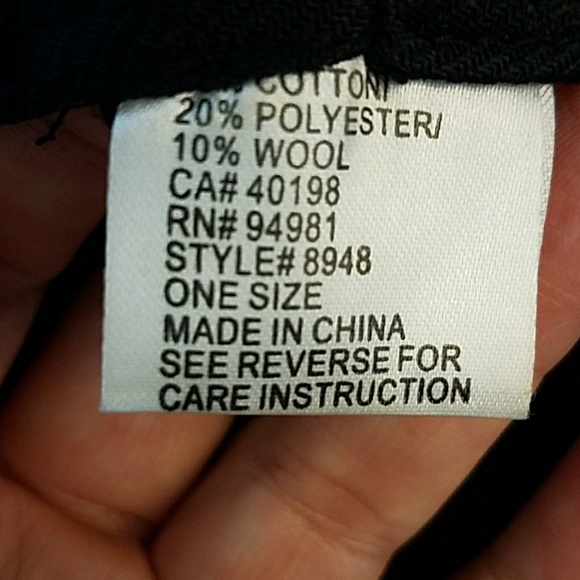 COTTON/
20% POLYESTER/
10% WOOL
CA# 40198
RN# 94981
STYLE# 8948
ONE SIZE
MADE IN CHINA
SEE REVERSE FOR
CARE INSTRUCTION